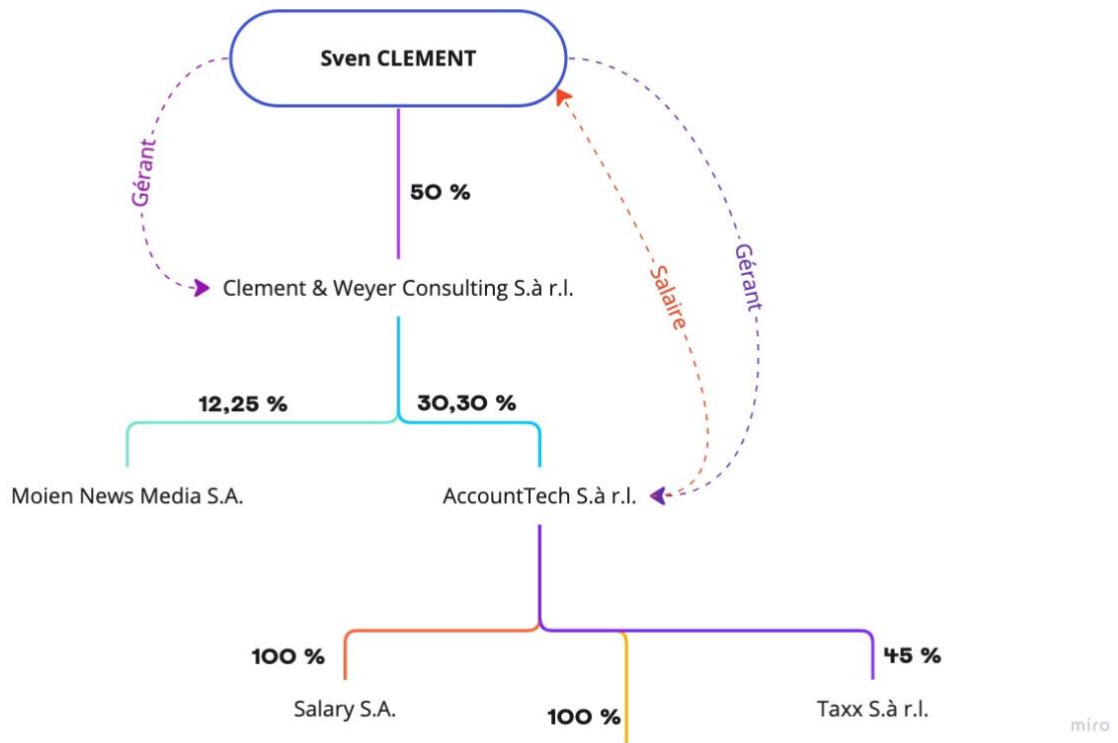 Sven CLEMENT
Gérant
50 %
Gérant
Salaire
Clement & Weyer Consulting S.à r.l.
12,25 %
30,30 %
Moien News Media S.A.
AccountTech S.à r.l.
100 %
45 %
Salary S.A.
100 %
Taxx S.à r.l.
miro